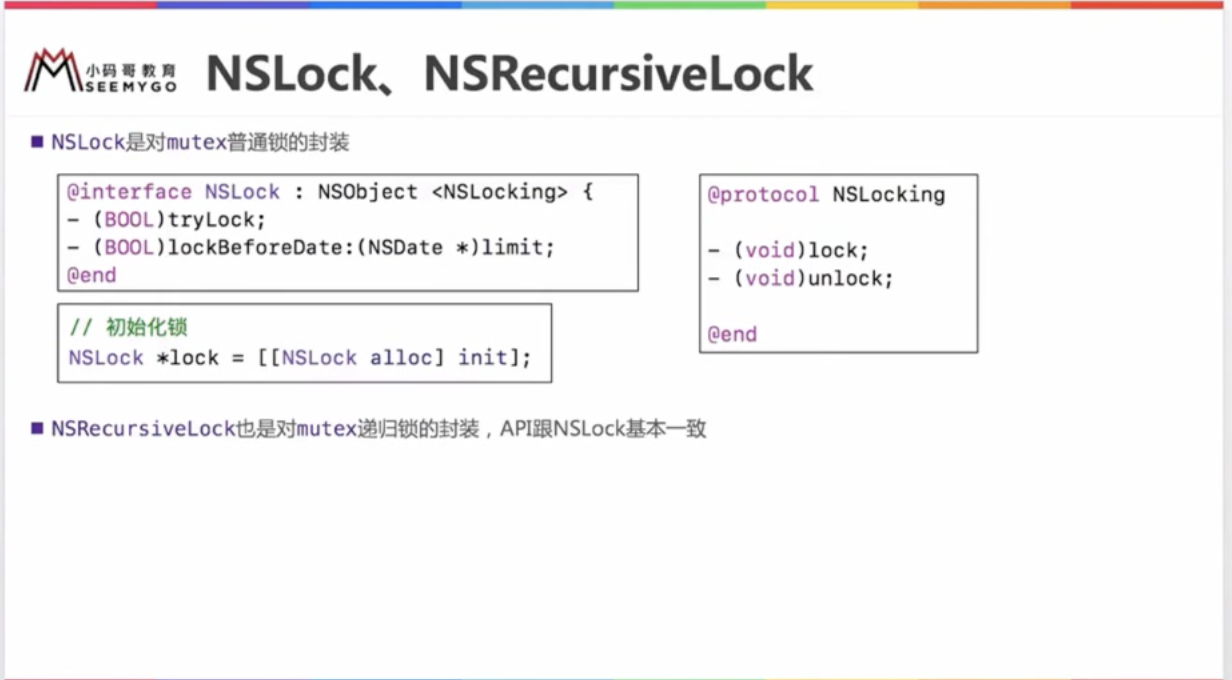 小码哥教育
SEEMYGO
NSLock、NSRecursiveLock
■ NSLock是对mutex普通锁的封装
@interface NSLock : NSObject <NSLocking> {
- (BOOL)tryLock;
- (BOOL)lockBeforeDate:(NSDate *)limit;
@end
@protocol NSLocking
- (void)lock;
- (void)unlock;
@end
// 初始化锁
NSLock *lock = [[NSLock alloc] init];
■ NSRecursiveLock也是对mutex递归锁的封装，API跟NSLock基本一致